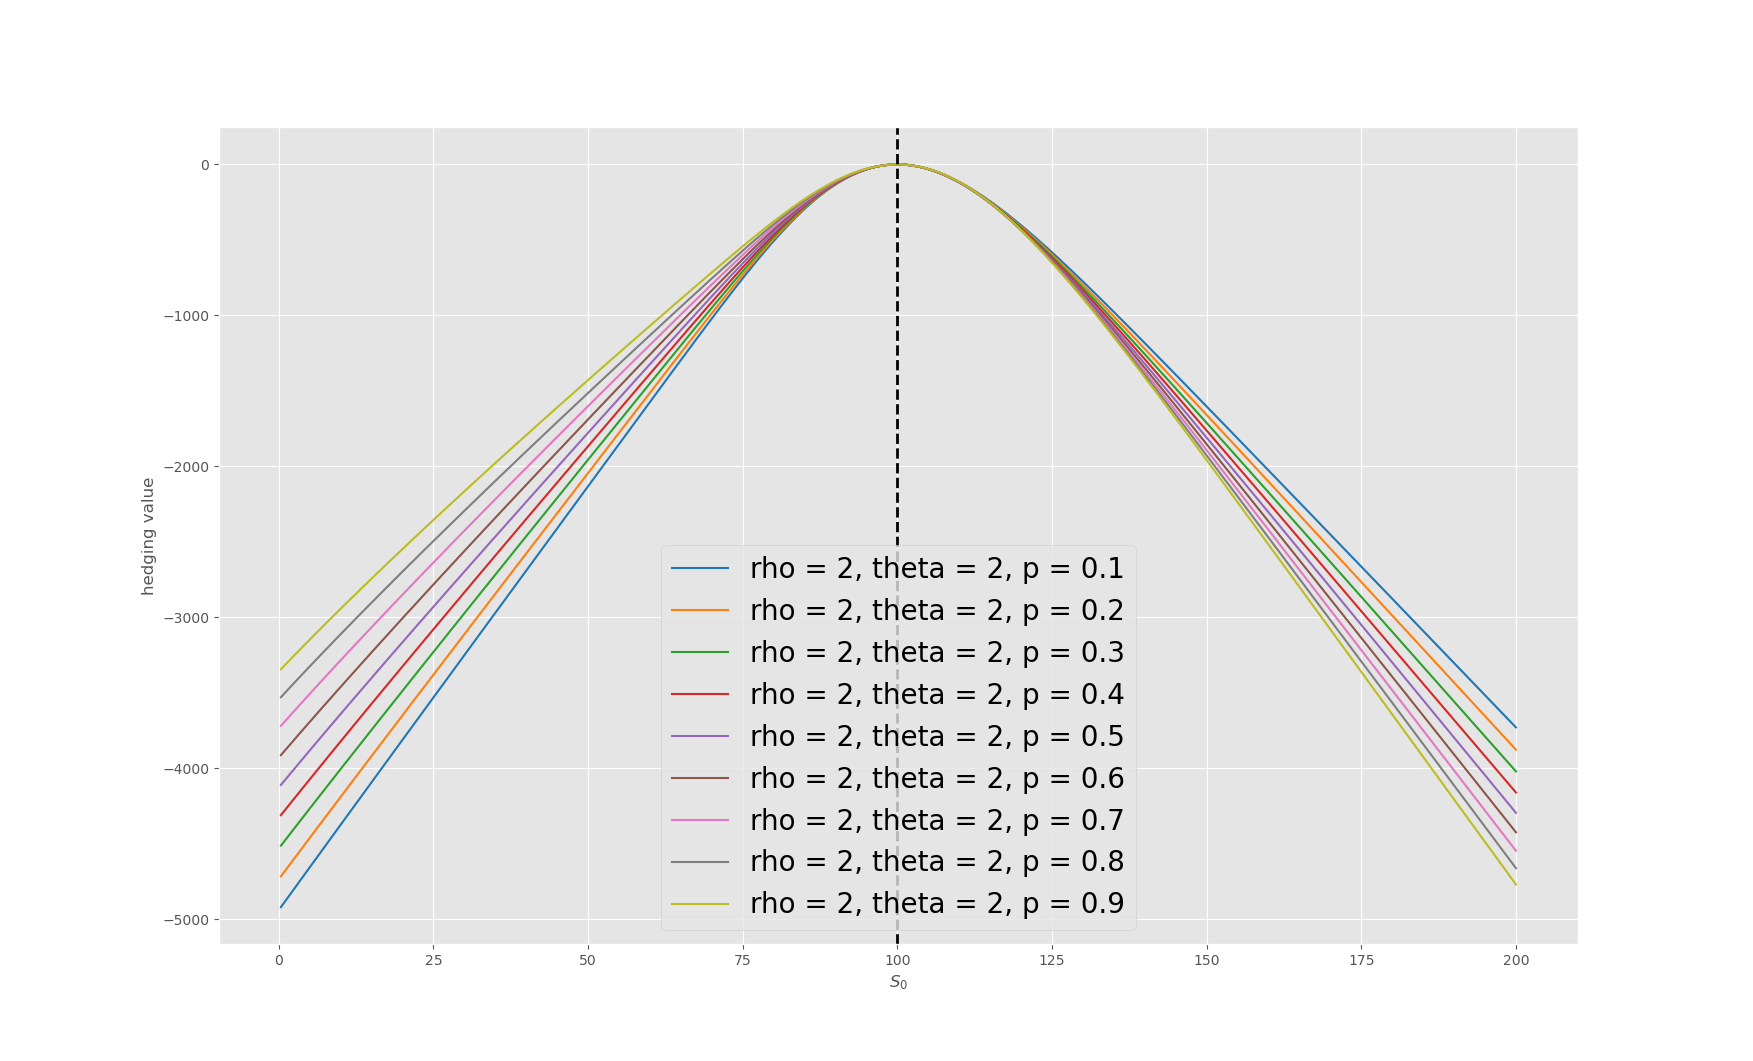 0
−1000
−2000
−3000
−4000
−5000
hedging value
rho = 2, theta = 2, p = 0.1
rho = 2, theta = 2, p = 0.2
rho = 2, theta = 2, p = 0.3
rho = 2, theta = 2, p = 0.4
rho = 2, theta = 2, p = 0.5
rho = 2, theta = 2, p = 0.6
rho = 2, theta = 2, p = 0.7
rho = 2, theta = 2, p = 0.8
rho = 2, theta = 2, p = 0.9
0 25 50 75 100 125 150 175 200
S₀